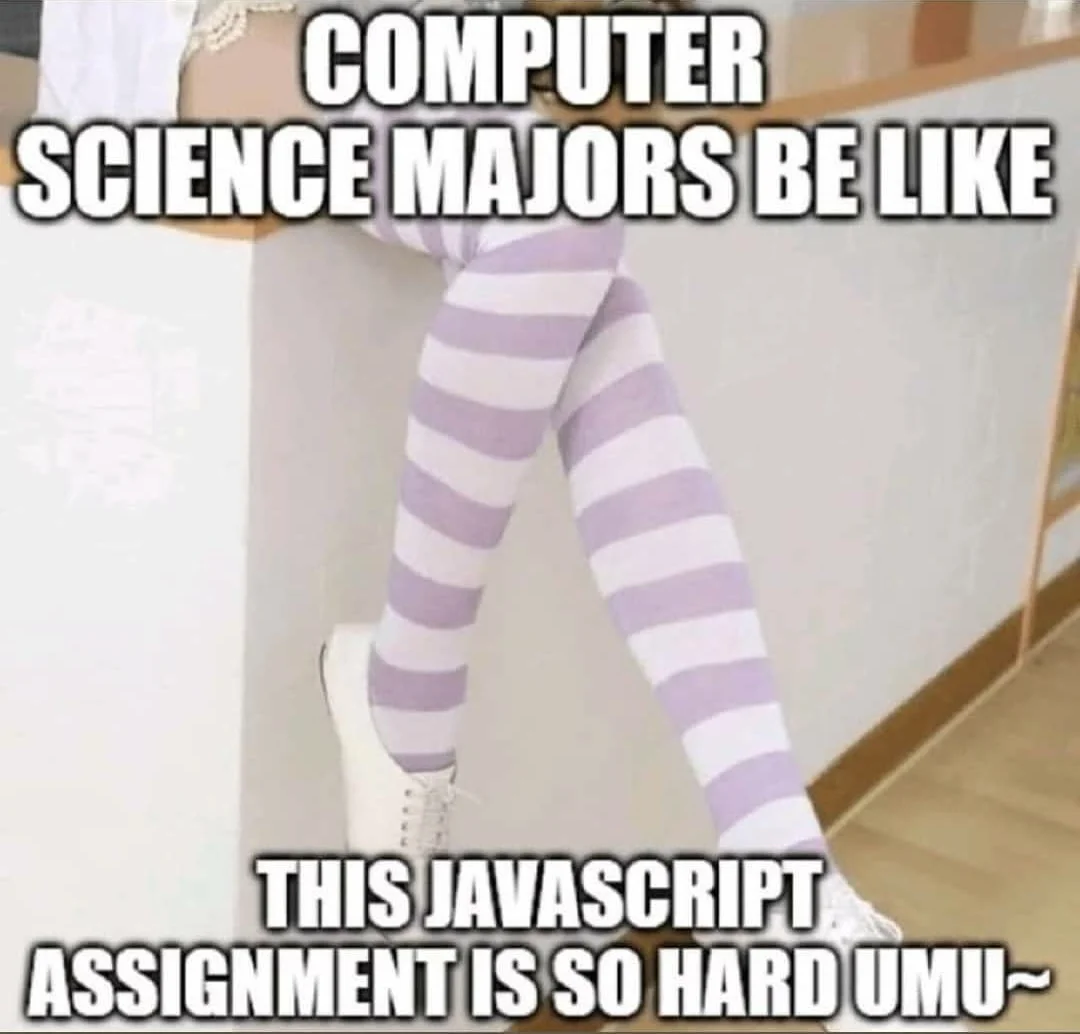 COMPUTER
SCIENCE MAJORS BE LIKE
THIS JAVASCRIPT
ASSIGNMENT IS SO HARD UMU~